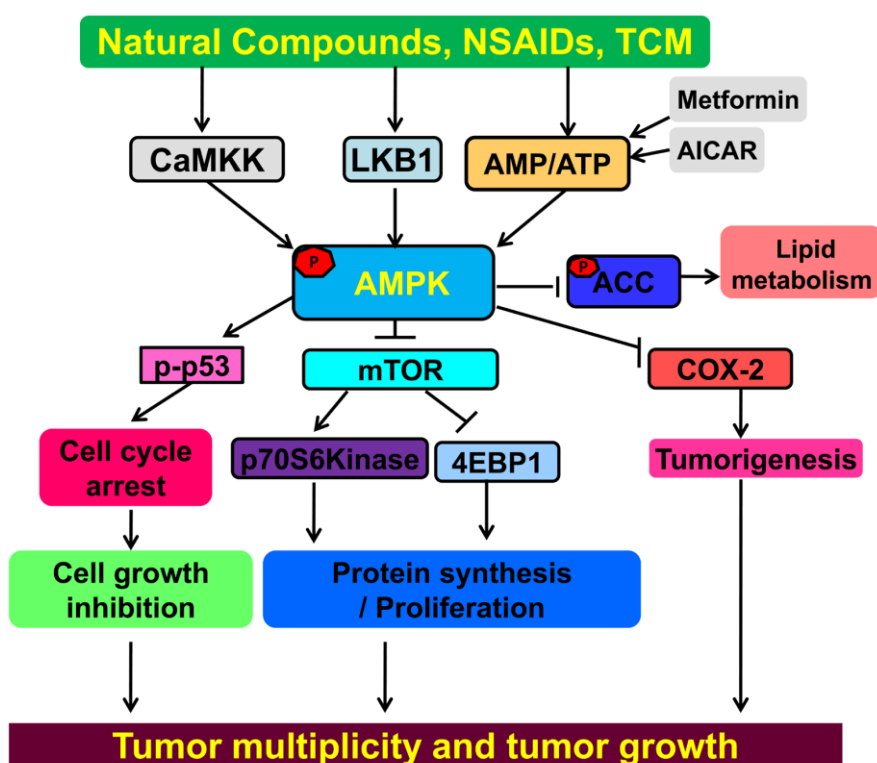 Natural Compounds, NSAIDs, TCM
Metformin
AICAR
CaMKK
LKB1
AMP/ATP
P
AMPK
P
ACC
Lipid
metabolism
p-p53
mTOR
COX-2
Cell cycle
arrest
p70S6Kinase
4EBP1
Tumorigenesis
Cell growth
inhibition
Protein synthesis
/ Proliferation
Tumor multiplicity and tumor growth